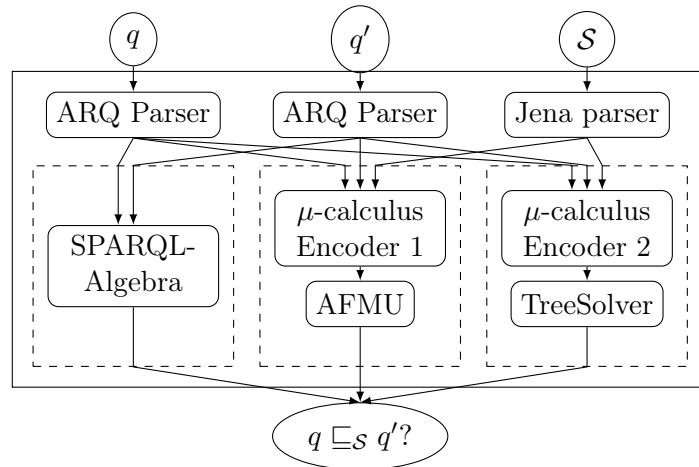 q
q′
𝒮
ARQ Parser
ARQ Parser
Jena parser
SPARQL-
Algebra
μ-calculus
Encoder 1
μ-calculus
Encoder 2
AFMU
TreeSolver
q ⊑𝒮 q′?